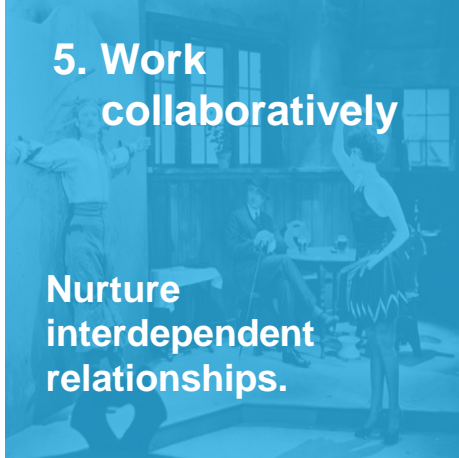 5. Work
collaboratively
Nurture
interdependent
relationships.